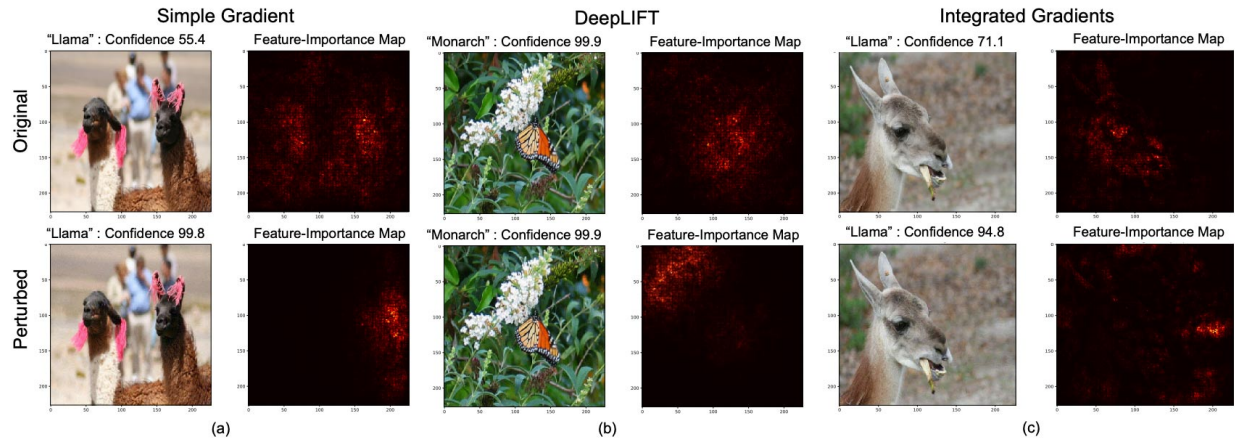 Simple Gradient
DeepLIFT
Integrated Gradients
Original
Perturbed
“Llama” : Confidence 55.4
Feature-Importance Map
“Monarch” : Confidence 99.9
Feature-Importance Map
“Llama” : Confidence 71.1
Feature-Importance Map
“Llama” : Confidence 99.8
Feature-Importance Map
“Monarch” : Confidence 99.9
Feature-Importance Map
“Llama” : Confidence 94.8
Feature-Importance Map
(a)
(b)
(c)